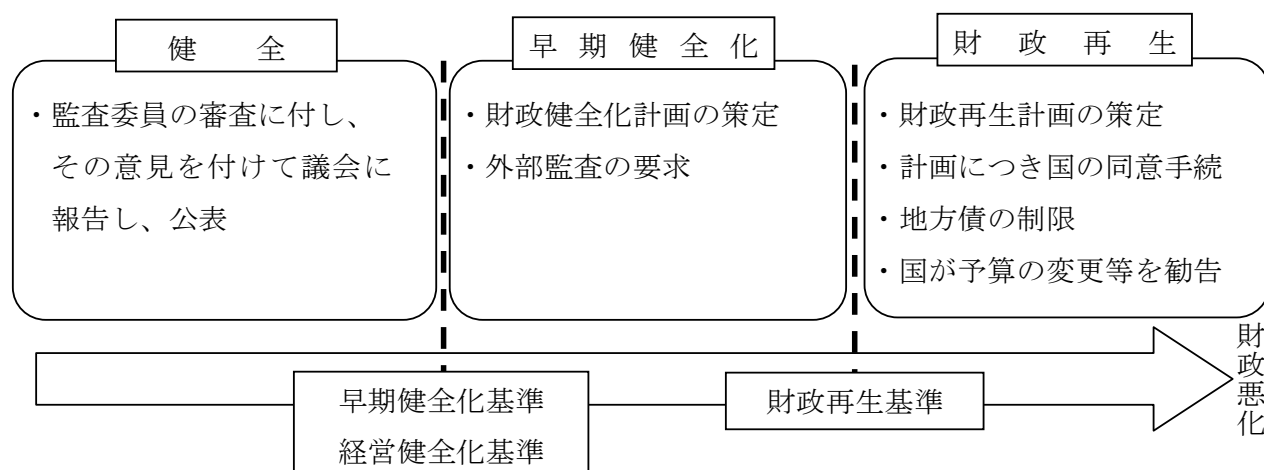 健全
・監査委員の審査に付し、
その意見を付けて議会に
報告し、公表
早期健全化
・財政健全化計画の策定
・外部監査の要求
財政再生
・財政再生計画の策定
・計画につき国の同意手続
・地方債の制限
・国が予算の変更等を勧告
早期健全化基準
経営健全化基準
財政再生基準
財政悪化